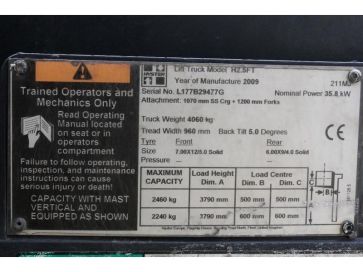 HYSTER
Lift Truck Model H2.5FT
Year of Manufacture 2009
Serial No. L177B29477G
Nominal Power 35.8 kW
Attachment: 1070 mm SS Crg + 1200 mm Forks
Truck Weight 4060 kg
Tread Width 960 mm Back Tilt 5.0 Degrees
Tyre Front Rear
Size 7.00X12/5.0 Solid 6.00X9/4.0 Solid
Pressure — —
Trained Operators and
Mechanics Only
Read Operating
Manual located
on seat or in
operators
compartment
Failure to follow operating,
inspection, and maintenance
instructions can cause
serious injury or death!
CAPACITY WITH MAST
VERTICAL AND
EQUIPPED AS SHOWN
MAXIMUM CAPACITY
Load Height Dim. A
Load Centre
Dim. B Dim. C
2460 kg 3790 mm 500 mm 500 mm
2240 kg 3790 mm 600 mm 600 mm